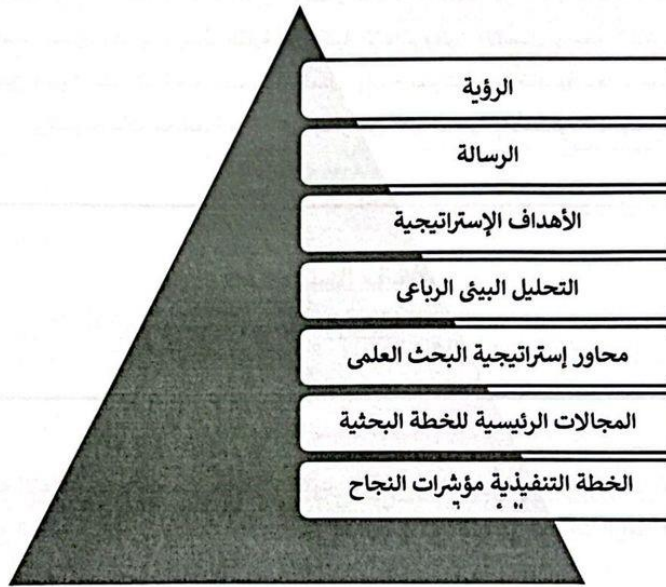 الرؤية
الرسالة
الأهداف الإستراتيجية
التحليل البيئى الرباعى
محاور إستراتيجية البحث العلمى
المجالات الرئيسية للخطة البحثية
الخطة التنفيذية مؤشرات النجاح